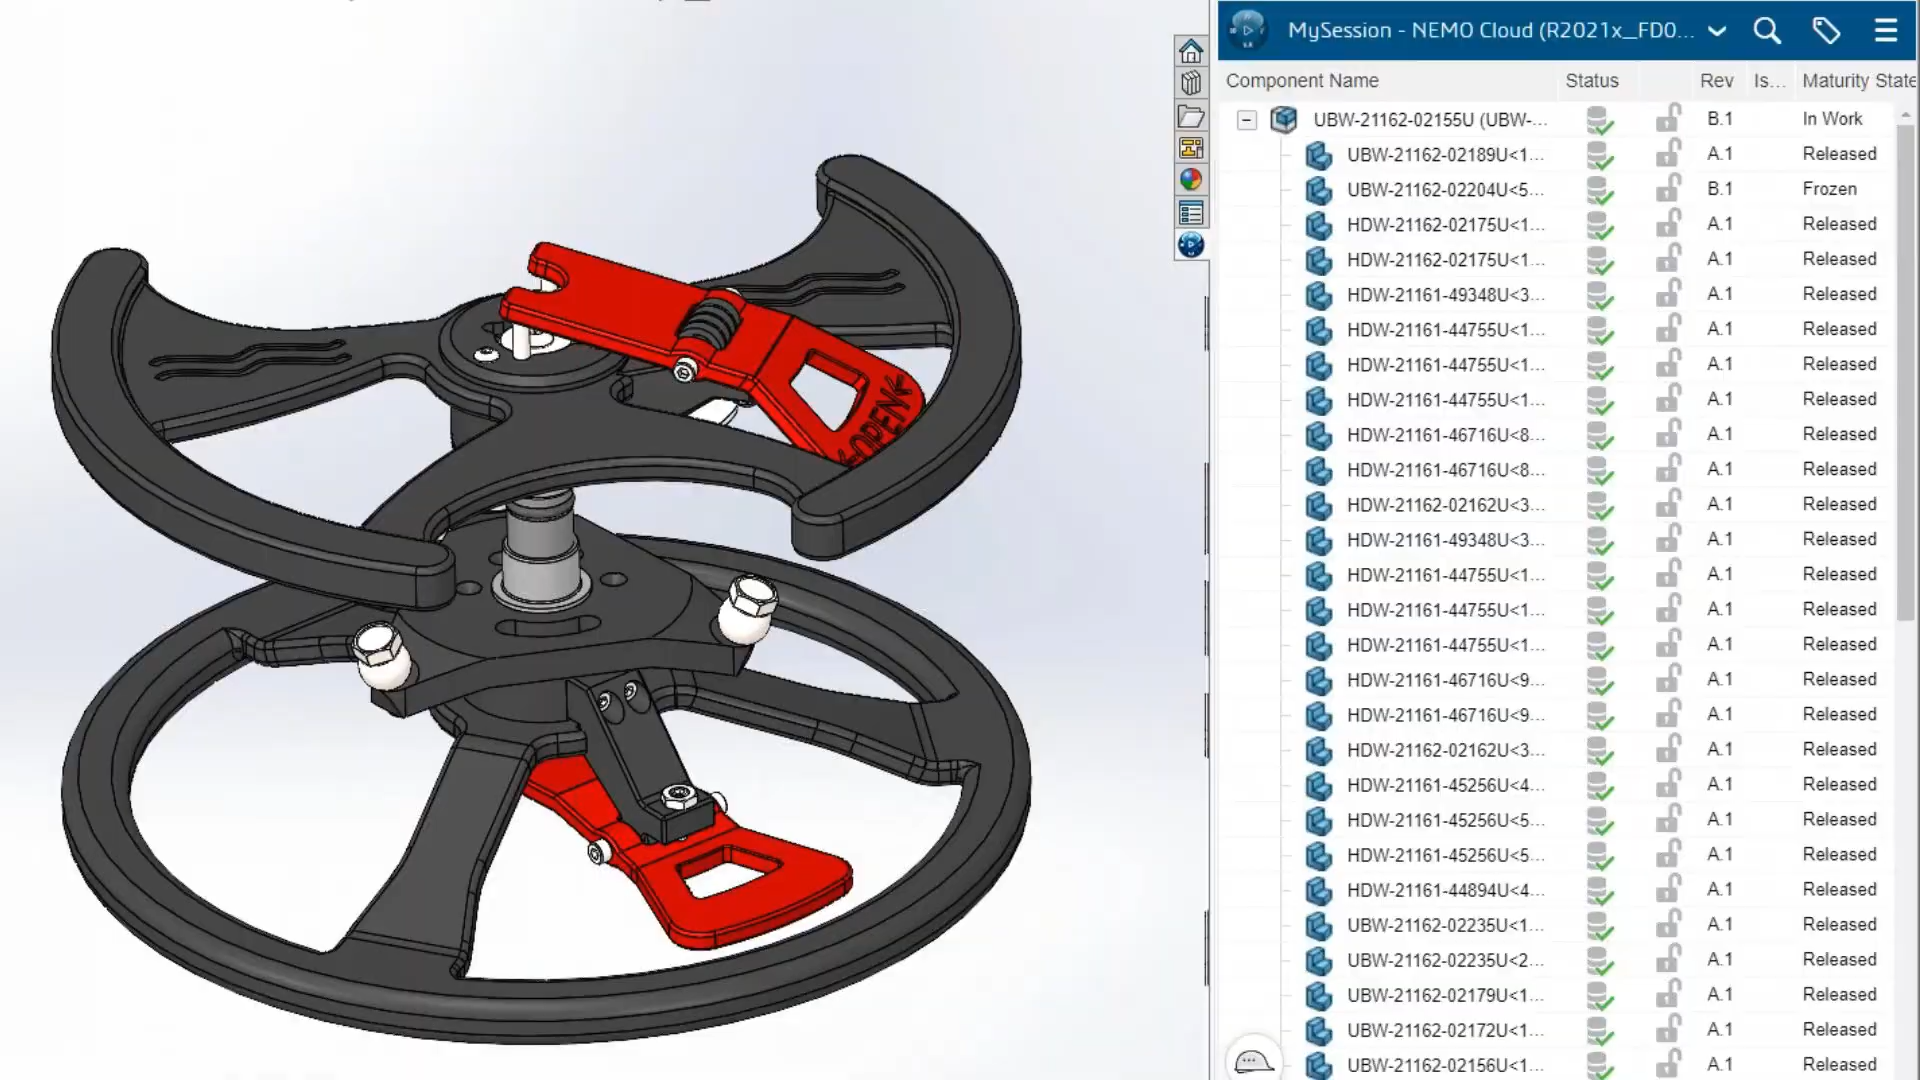 MySession - NEMO Cloud (R2021x_FD0...
Component Name Status Rev Is... Maturity State
UBW-21162-02155U (UBW-... B.1 In Work
UBW-21162-02189U<1... A.1 Released
UBW-21162-02204U<5... B.1 Frozen
HDW-21162-02175U<1... A.1 Released
HDW-21162-02175U<1... A.1 Released
HDW-21161-49348U<3... A.1 Released
HDW-21161-44755U<1... A.1 Released
HDW-21161-44755U<1... A.1 Released
HDW-21161-44755U<1... A.1 Released
HDW-21161-46716U<8... A.1 Released
HDW-21161-46716U<8... A.1 Released
HDW-21162-02162U<3... A.1 Released
HDW-21161-49348U<3... A.1 Released
HDW-21161-44755U<1... A.1 Released
HDW-21161-44755U<1... A.1 Released
HDW-21161-44755U<1... A.1 Released
HDW-21161-46716U<9... A.1 Released
HDW-21161-46716U<9... A.1 Released
HDW-21162-02162U<3... A.1 Released
HDW-21161-45256U<4... A.1 Released
HDW-21161-45256U<5... A.1 Released
HDW-21161-45256U<5... A.1 Released
HDW-21161-44894U<4... A.1 Released
UBW-21162-02235U<1... A.1 Released
UBW-21162-02235U<2... A.1 Released
UBW-21162-02179U<1... A.1 Released
UBW-21162-02172U<1... A.1 Released
UBW-21162-02156U<1... A.1 Released
OPEN